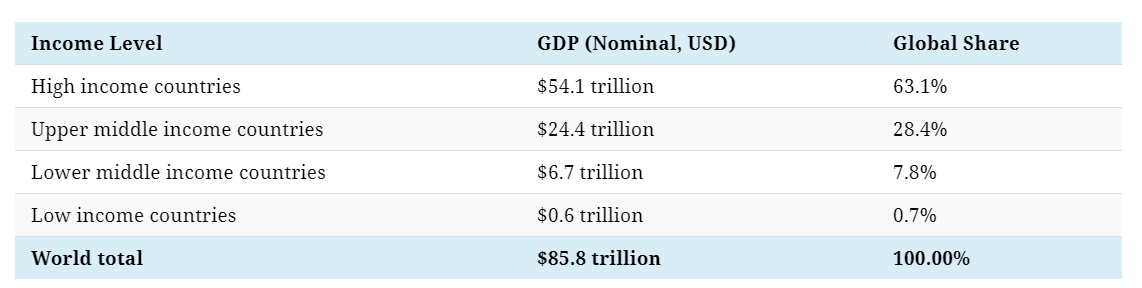 Income Level GDP (Nominal, USD) Global Share
High income countries $54.1 trillion 63.1%
Upper middle income countries $24.4 trillion 28.4%
Lower middle income countries $6.7 trillion 7.8%
Low income countries $0.6 trillion 0.7%
World total $85.8 trillion 100.00%